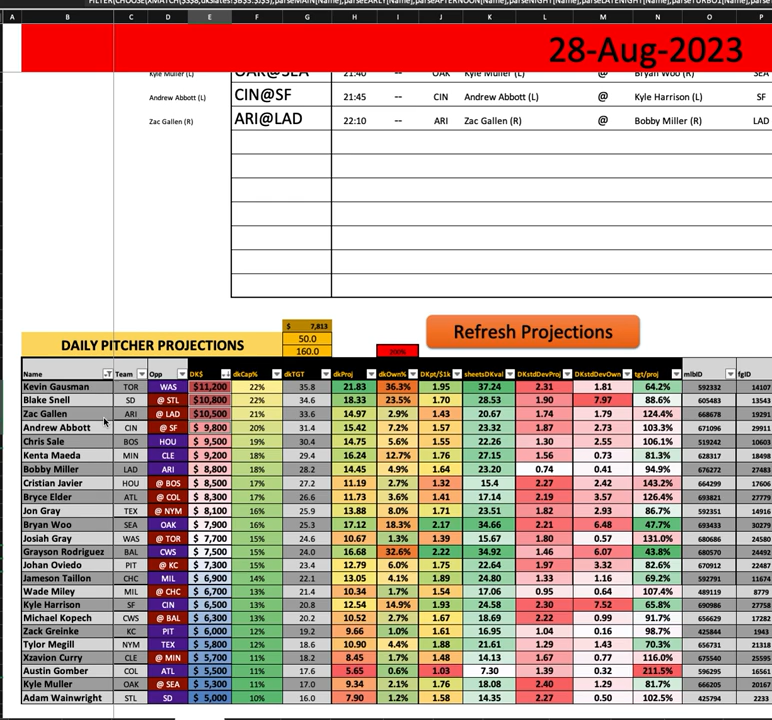 FILTER(CHOOSE(XMATCH($S$8,dkSlates!$B$3:$I$3),parseMAIN[Name],parseEARLY[Name],parseAFTERNOON[Name],parseNIGHT[Name],parseLATENIGHT[Name],parseTURBO1[Name],parse
A B C D E F G H I J K L M N O P
28-Aug-2023
Kyle Muller (L) OAK@SEA 21:40 -- OAK Kyle Muller (L) @ Bryan Woo (R) SEA
Andrew Abbott (L) CIN@SF 21:45 -- CIN Andrew Abbott (L) @ Kyle Harrison (L) SF
Zac Gallen (R) ARI@LAD 22:10 -- ARI Zac Gallen (R) @ Bobby Miller (R) LAD
$ 7,813
DAILY PITCHER PROJECTIONS 50.0 Refresh Projections
160.0
Name Team Opp DK$ dkCap% dkTGT dkProj dkOwn% DKpt/$1k sheetsDKval DKstdDevProj DKstdDevOwn tgt/proj mlbID fgID
Kevin Gausman TOR WAS $11,200 22% 35.8 21.83 36.3% 1.95 37.24 2.31 1.81 64.2% 592332 14107
Blake Snell SD @ STL $10,800 22% 34.6 18.33 23.5% 1.70 28.53 1.90 7.97 88.6% 605483 13543
Zac Gallen ARI @ LAD $10,500 21% 33.6 14.97 2.9% 1.43 20.67 1.74 1.79 124.4% 668678 19291
Andrew Abbott CIN @ SF $ 9,800 20% 31.4 15.42 7.2% 1.57 23.32 1.87 2.73 103.3% 671096 29911
Chris Sale BOS HOU $ 9,500 19% 30.4 14.75 5.6% 1.55 22.26 1.30 2.55 106.1% 519242 10603
Kenta Maeda MIN CLE $ 9,200 18% 29.4 16.24 12.7% 1.76 27.15 1.56 0.73 81.3% 628317 18498
Bobby Miller LAD ARI $ 8,800 18% 28.2 14.45 4.9% 1.64 23.20 0.74 0.41 94.9% 676272 27483
Cristian Javier HOU @ BOS $ 8,500 17% 27.2 11.19 2.7% 1.32 15.4 2.27 2.42 143.2% 664299 17606
Bryce Elder ATL @ COL $ 8,300 17% 26.6 11.73 3.6% 1.41 17.14 2.19 3.57 126.4% 693821 27779
Jon Gray TEX @ NYM $ 8,100 16% 25.9 13.88 8.0% 1.71 23.51 1.82 2.93 86.7% 592351 14916
Bryan Woo SEA OAK $ 7,900 16% 25.3 17.12 18.3% 2.17 34.66 2.21 6.48 47.7% 693433 30279
Josiah Gray WAS @ TOR $ 7,700 15% 24.6 10.67 1.3% 1.39 15.67 1.80 0.57 131.0% 680686 24580
Grayson Rodriguez BAL CWS $ 7,500 15% 24.0 16.68 32.6% 2.22 34.92 1.46 6.07 43.8% 680570 24492
Johan Oviedo PIT @ KC $ 7,300 15% 23.4 12.79 6.0% 1.75 22.64 1.97 3.32 82.6% 670912 22487
Jameson Taillon CHC MIL $ 6,900 14% 22.1 13.05 4.1% 1.89 24.80 1.33 1.16 69.2% 592791 11674
Wade Miley MIL @ CHC $ 6,700 13% 21.4 10.34 1.7% 1.54 17.06 0.95 0.64 107.4% 489119 8779
Kyle Harrison SF CIN $ 6,500 13% 20.8 12.54 14.9% 1.93 24.58 2.30 7.52 65.8% 690986 27758
Michael Kopech CWS @ BAL $ 6,300 13% 20.2 10.52 2.7% 1.67 18.69 2.22 0.99 91.7% 656629 17282
Zack Greinke KC PIT $ 6,000 12% 19.2 9.66 1.0% 1.61 16.95 1.04 0.16 98.7% 425844 1943
Tylor Megill NYM TEX $ 5,800 12% 18.6 10.90 4.4% 1.88 21.61 1.29 1.43 70.3% 656731 21318
Xzavion Curry CLE @ MIN $ 5,700 11% 18.2 8.45 1.7% 1.48 14.13 1.67 0.77 116.0% 675540 25595
Austin Gomber COL ATL $ 5,500 11% 17.6 5.65 0.6% 1.03 7.30 1.54 0.32 211.5% 596295 16561
Kyle Muller OAK @ SEA $ 5,300 11% 17.0 9.34 2.1% 1.76 18.08 2.40 1.29 81.7% 666205 20167
Adam Wainwright STL SD $ 5,000 10% 16.0 7.90 1.2% 1.58 14.35 2.27 0.50 102.5% 425794 2233